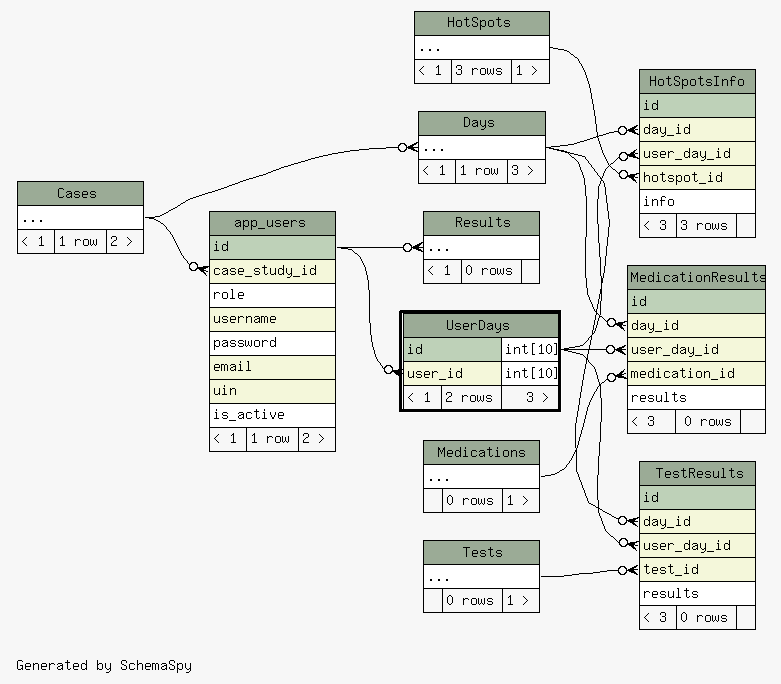 HotSpots
...
< 1 3 rows 1 >
Days
...
< 1 1 row 3 >
Cases
...
< 1 1 row 2 >
app_users
id
case_study_id
role
username
password
email
uin
is_active
< 1 1 row 2 >
Results
...
< 1 0 rows
UserDays
id int[10]
user_id int[10]
< 1 2 rows 3 >
Medications
...
0 rows 1 >
Tests
...
0 rows 1 >
HotSpotsInfo
id
day_id
user_day_id
hotspot_id
info
< 3 3 rows
MedicationResults
id
day_id
user_day_id
medication_id
results
< 3 0 rows
TestResults
id
day_id
user_day_id
test_id
results
< 3 0 rows
Generated by SchemaSpy